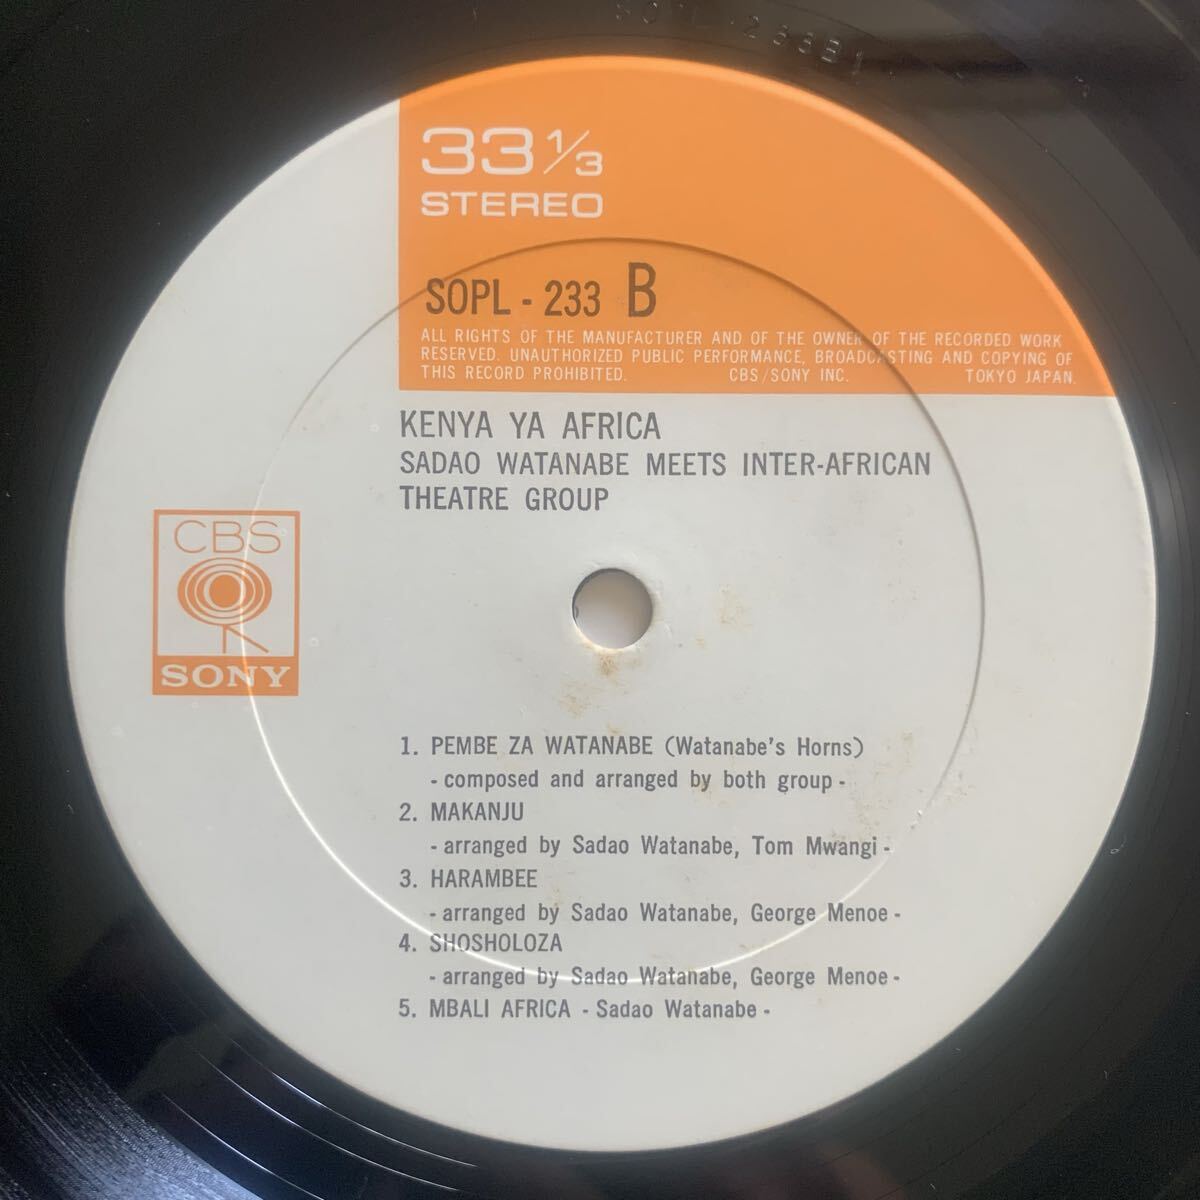 SOPL-233B1
33 1/3
STEREO
SOPL - 233 B
ALL RIGHTS OF THE MANUFACTURER AND OF THE OWNER OF THE RECORDED WORK
RESERVED. UNAUTHORIZED PUBLIC PERFORMANCE, BROADCASTING AND COPYING OF
THIS RECORD PROHIBITED. CBS/SONY INC. TOKYO JAPAN.
KENYA YA AFRICA
SADAO WATANABE MEETS INTER-AFRICAN
THEATRE GROUP
CBS
SONY
1. PEMBE ZA WATANABE (Watanabe's Horns)
- composed and arranged by both group -
2. MAKANJU
- arranged by Sadao Watanabe, Tom Mwangi -
3. HARAMBEE
- arranged by Sadao Watanabe, George Menoe -
4. SHOSHOLOZA
- arranged by Sadao Watanabe, George Menoe -
5. MBALI AFRICA - Sadao Watanabe -